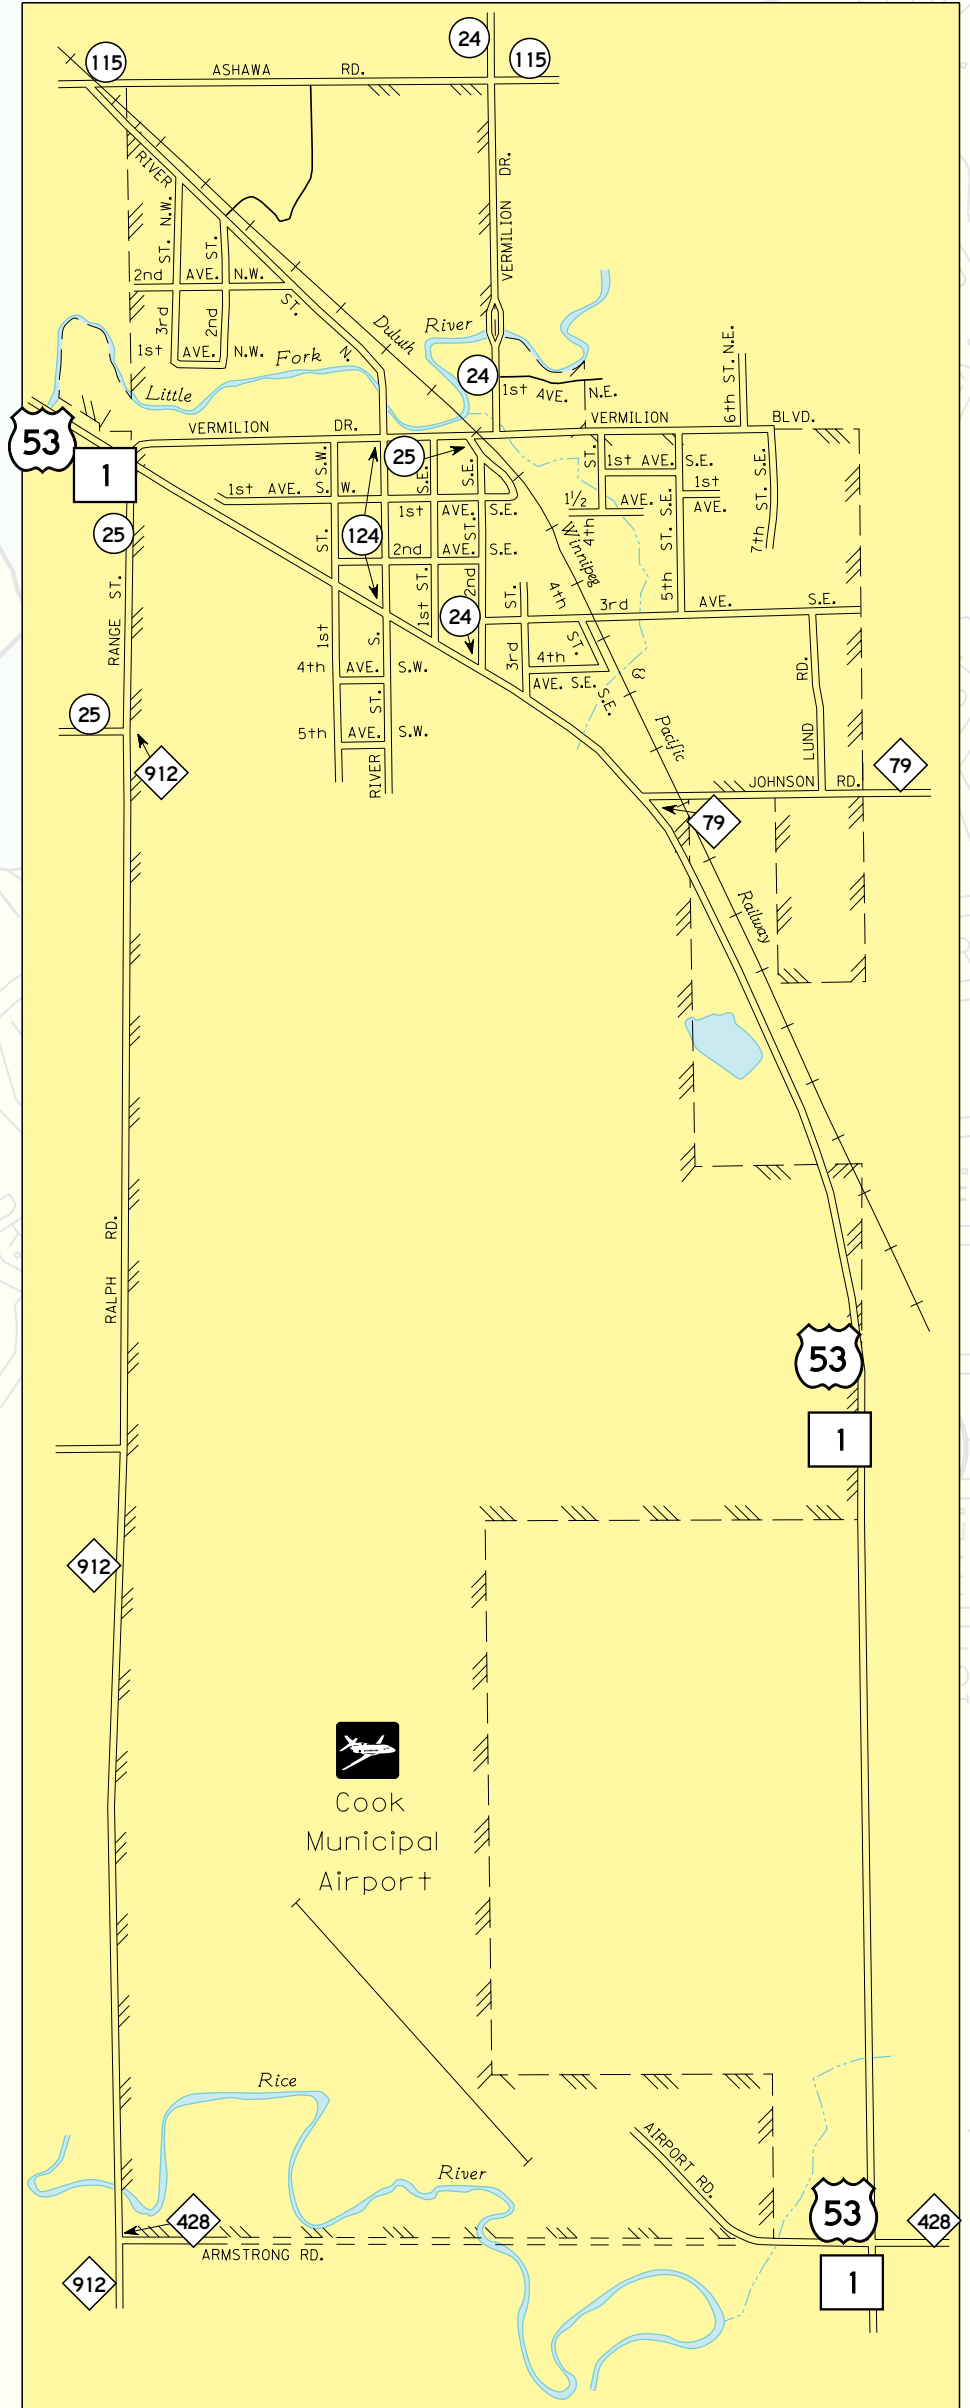 24
115
115
ASHAWA RD.
RIVER
ST. N.W.
ST.
VERMILION DR.
2nd AVE. N.W.
3rd
2nd
ST.
1st AVE. N.W.
N.
Duluth
River
Fork
Little
24
1st AVE. N.E.
6th ST. N.E.
53
1
VERMILION DR.
VERMILION BLVD.
25
S.W.
S.E.
S.E.
ST.
1st AVE. S.E.
1st AVE. S.W.
1st
AVE.
1 1/2 AVE. S.E.
4th
ST. S.E.
7th ST. S.E.
25
124
ST.
1st AVE. S.E.
2nd AVE. S.E.
ST.
2nd
Winnipeg
4th
5th
RANGE ST.
1st ST.
24
ST.
3rd
3rd AVE. S.E.
1st
S.
4th AVE. S.W.
4th
AVE. S.E.
ST.
S.E.
&
RD.
LUND
25
912
ST.
5th AVE. S.W.
RIVER
Pacific
JOHNSON RD.
79
79
Railway
RALPH RD.
53
1
912
Cook
Municipal
Airport
Rice
River
AIRPORT RD.
428
53
428
ARMSTRONG RD.
912
1